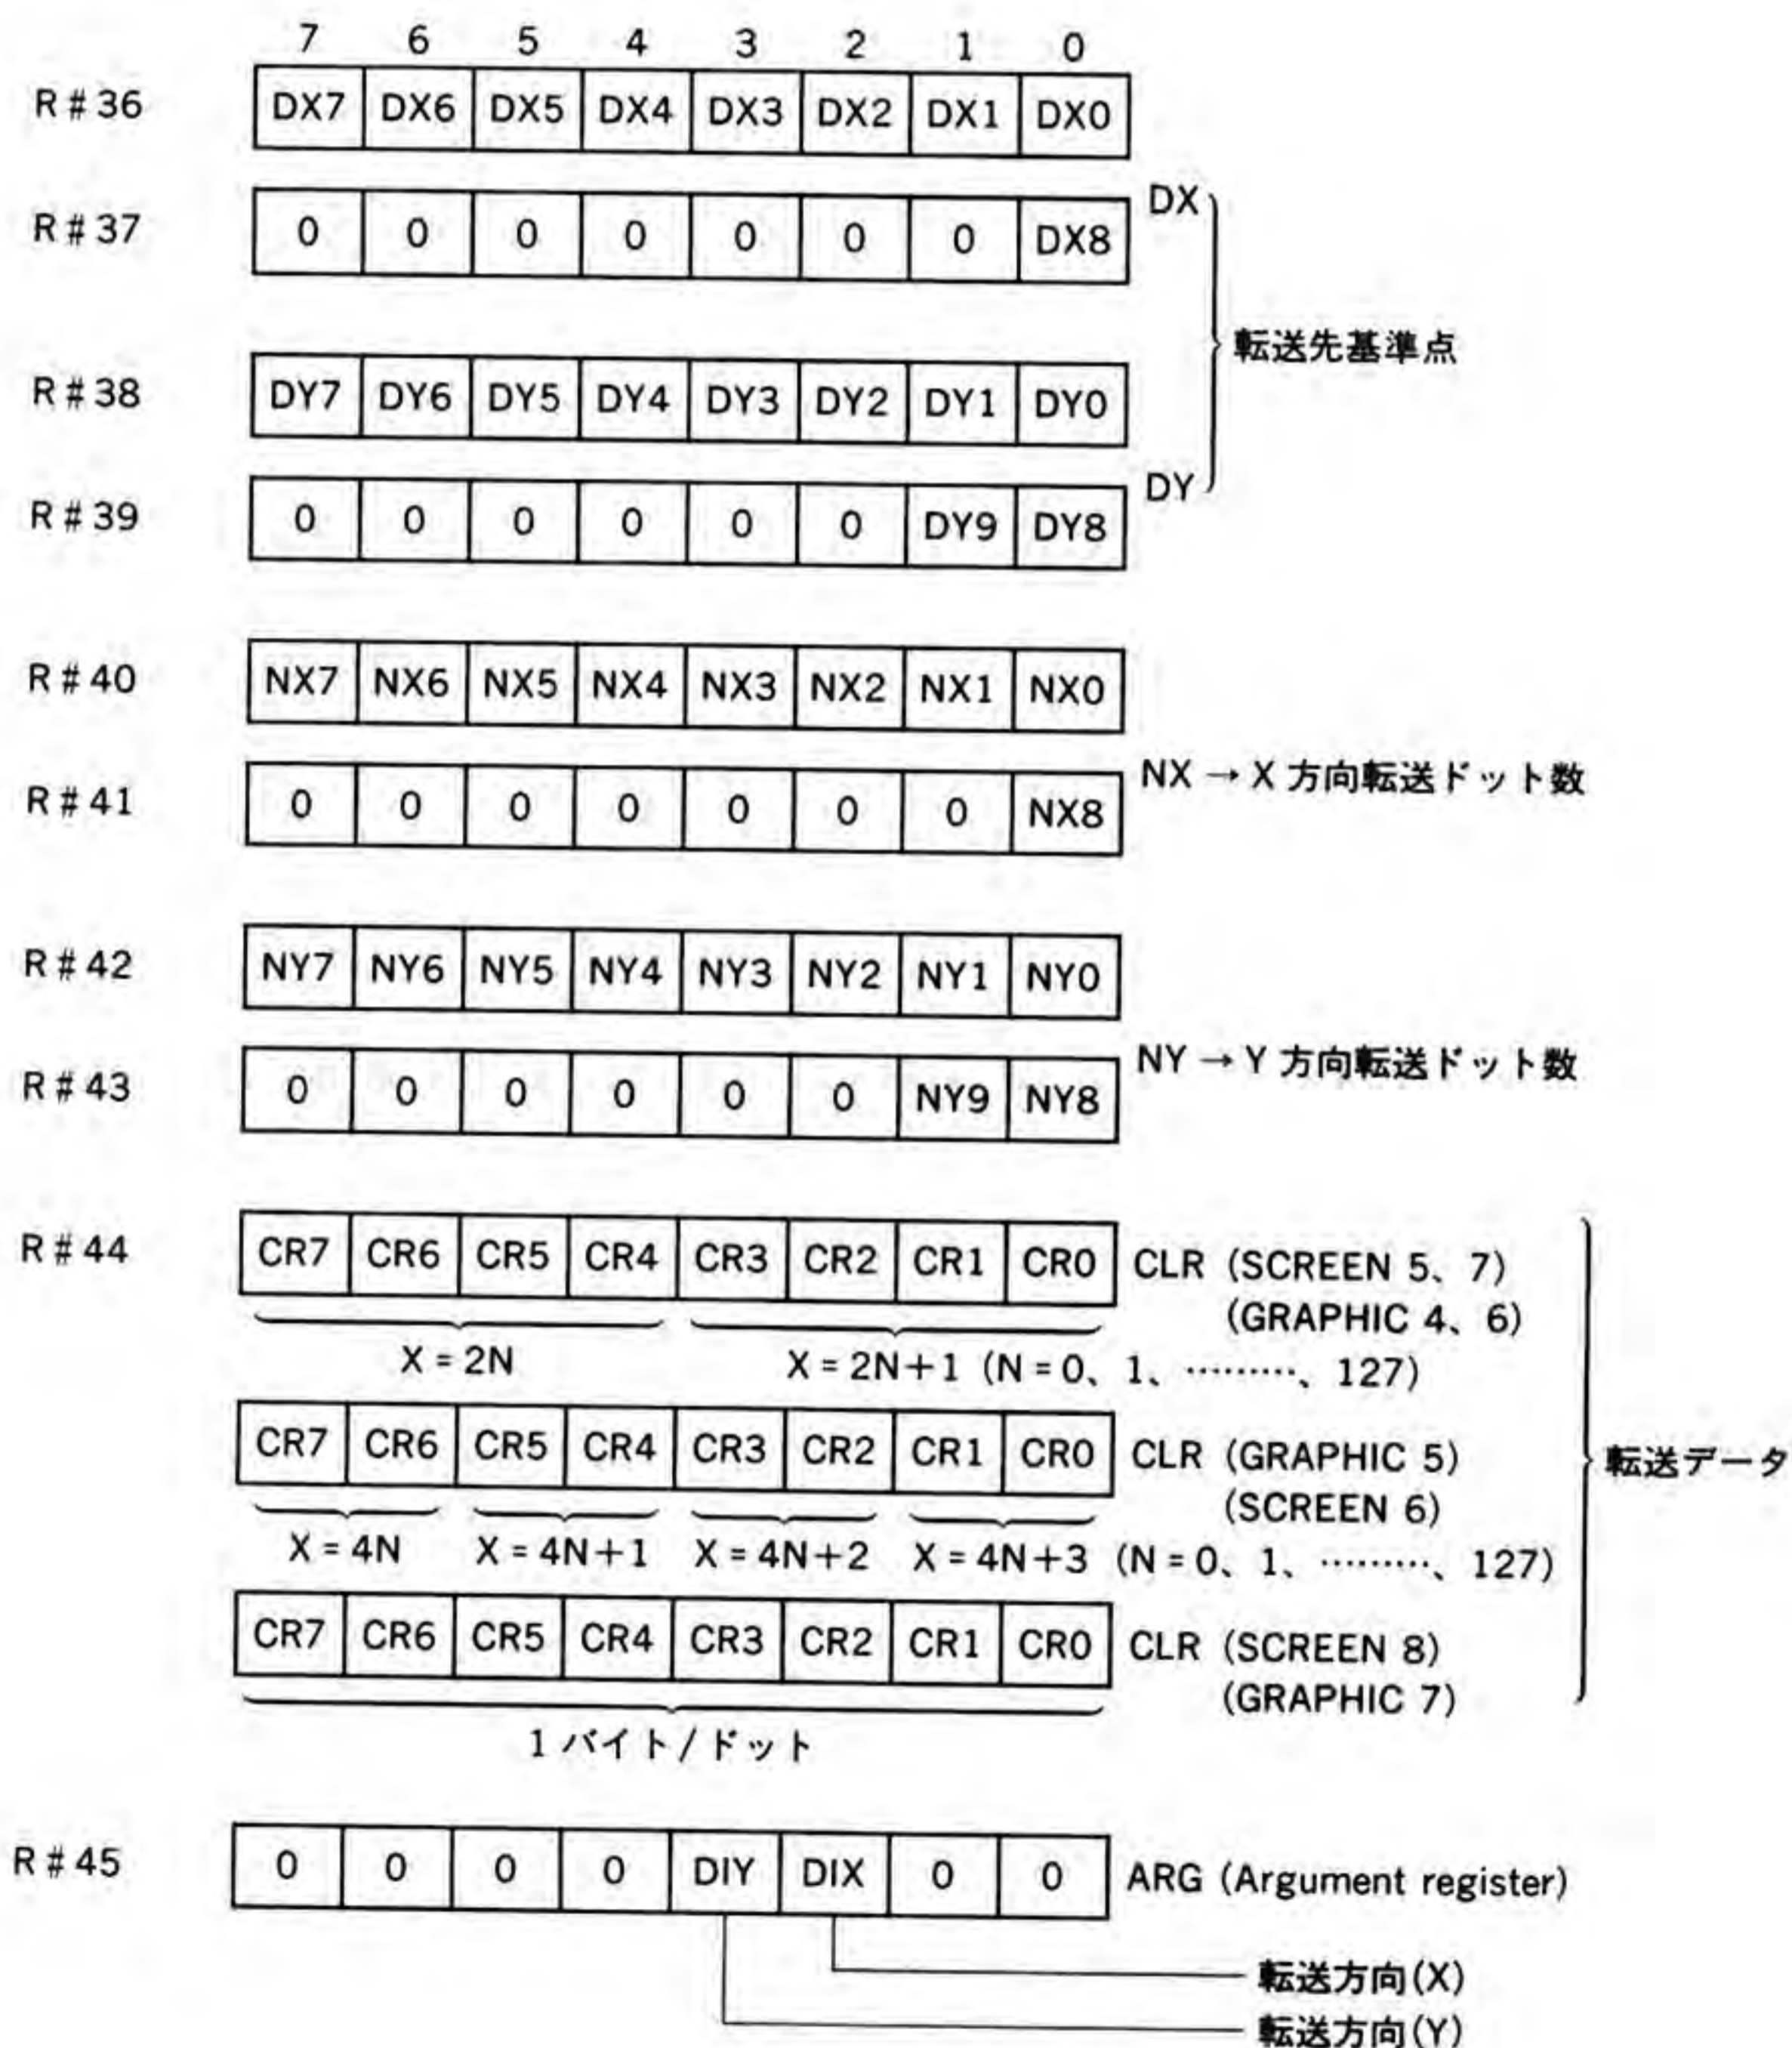 7 6 5 4 3 2 1 0
R#36 DX7 DX6 DX5 DX4 DX3 DX2 DX1 DX0
DX
R#37 0 0 0 0 0 0 0 DX8
転送先基準点
R#38 DY7 DY6 DY5 DY4 DY3 DY2 DY1 DY0
DY
R#39 0 0 0 0 0 0 DY9 DY8
R#40 NX7 NX6 NX5 NX4 NX3 NX2 NX1 NX0
NX → X 方向転送ドット数
R#41 0 0 0 0 0 0 0 NX8
R#42 NY7 NY6 NY5 NY4 NY3 NY2 NY1 NY0
NY → Y 方向転送ドット数
R#43 0 0 0 0 0 0 NY9 NY8
R#44 CR7 CR6 CR5 CR4 CR3 CR2 CR1 CR0 CLR (SCREEN 5、7)
(GRAPHIC 4、6)
X=2N X=2N+1 (N=0、1、………、127)
CR7 CR6 CR5 CR4 CR3 CR2 CR1 CR0 CLR (GRAPHIC 5)
転送データ
(SCREEN 6)
X=4N X=4N+1 X=4N+2 X=4N+3 (N=0、1、………、127)
CR7 CR6 CR5 CR4 CR3 CR2 CR1 CR0 CLR (SCREEN 8)
(GRAPHIC 7)
1 バイト/ドット
R#45 0 0 0 0 DIY DIX 0 0 ARG (Argument register)
転送方向(X)
転送方向(Y)